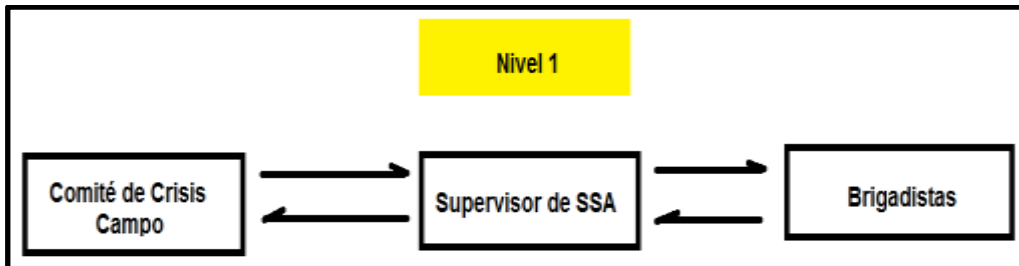 Nivel 1
Comité de Crisis
Campo
Supervisor de SSA
Brigadistas